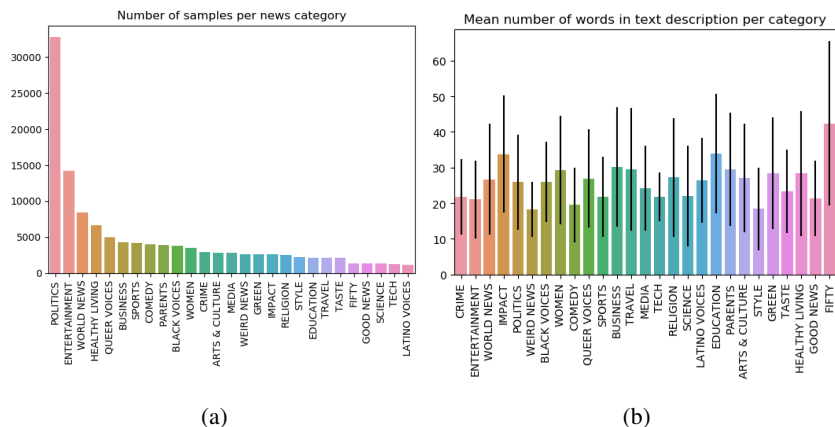 Number of samples per news category
30000
25000
20000
15000
10000
5000
0
POLITICS
ENTERTAINMENT
WORLD NEWS
HEALTHY LIVING
QUEER VOICES
BUSINESS
SPORTS
COMEDY
PARENTS
BLACK VOICES
WOMEN
CRIME
ARTS & CULTURE
MEDIA
WEIRD NEWS
GREEN
IMPACT
RELIGION
STYLE
EDUCATION
TRAVEL
TASTE
FIFTY
GOOD NEWS
SCIENCE
TECH
LATINO VOICES
(a)
Mean number of words in text description per category
60
50
40
30
20
10
0
CRIME
ENTERTAINMENT
WORLD NEWS
IMPACT
POLITICS
WEIRD NEWS
BLACK VOICES
WOMEN
COMEDY
QUEER VOICES
SPORTS
BUSINESS
TRAVEL
MEDIA
TECH
RELIGION
SCIENCE
LATINO VOICES
EDUCATION
PARENTS
ARTS & CULTURE
STYLE
GREEN
TASTE
HEALTHY LIVING
GOOD NEWS
FIFTY
(b)